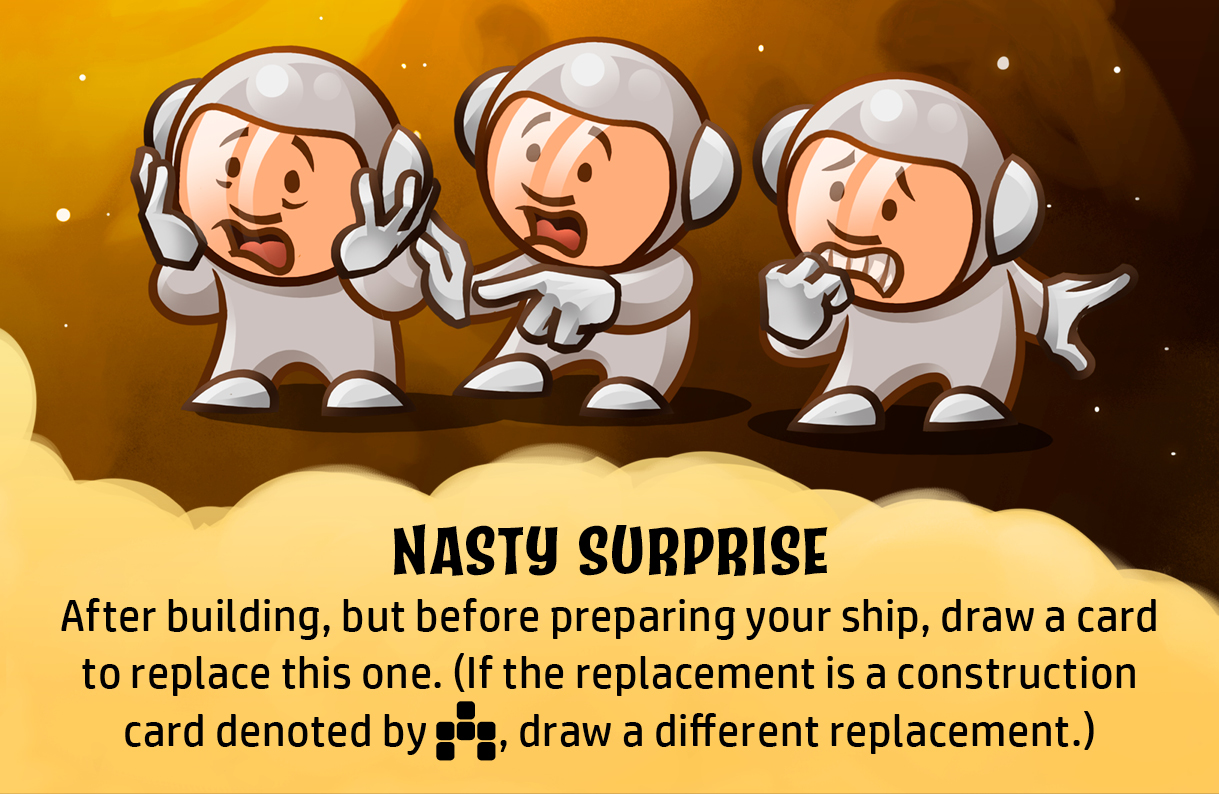 NASTY SURPRISE
After building, but before preparing your ship, draw a card
to replace this one. (If the replacement is a construction
card denoted by , draw a different replacement.)